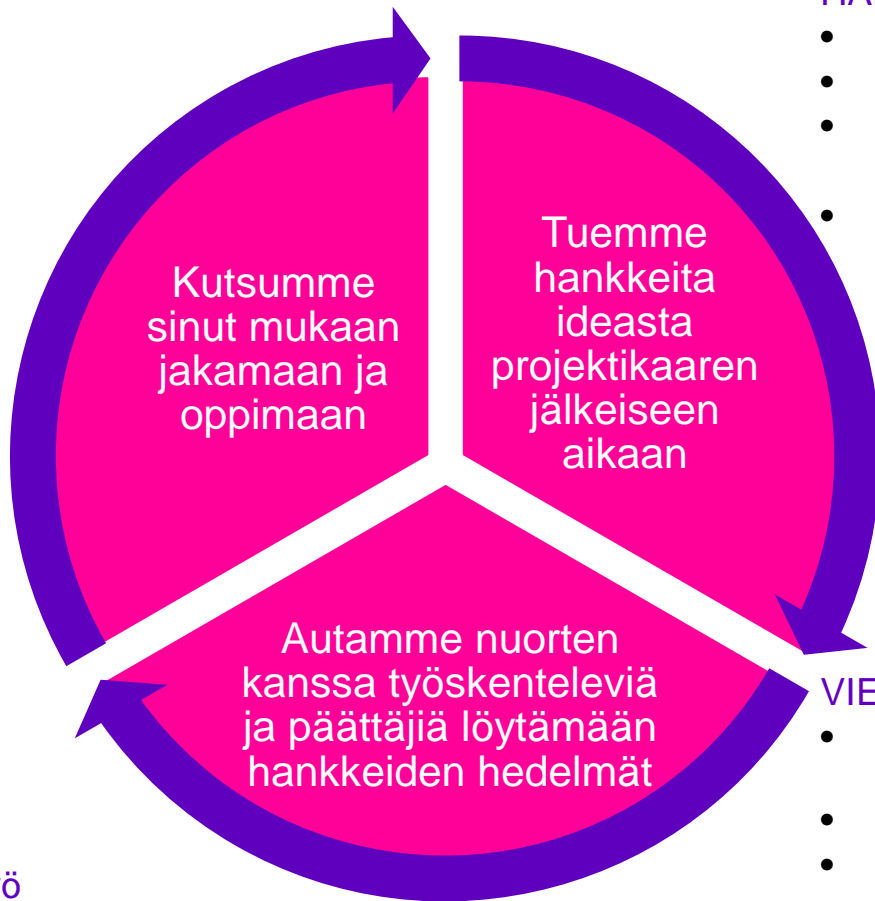 Kutsumme
sinut mukaan
jakamaan ja
oppimaan
Tuemme
hankkeita
ideasta
projektikaaren
jälkeiseen
aikaan
Autamme nuorten
kanssa työskenteleviä
ja päättäjiä löytämään
hankkeiden hedelmät
VIE